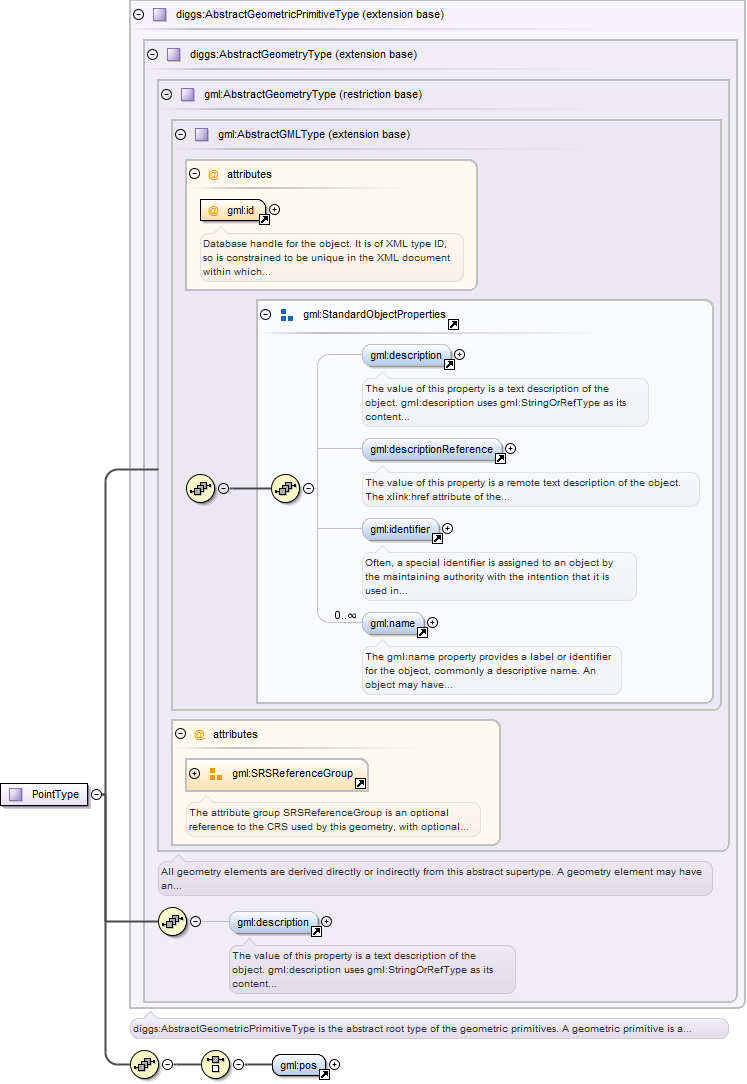 diggs:AbstractGeometricPrimitiveType (extension base)
diggs:AbstractGeometryType (extension base)
gml:AbstractGeometryType (restriction base)
gml:AbstractGMLType (extension base)
@ attributes
@ gml:id
Database handle for the object. It is of XML type ID,
so is constrained to be unique in the XML document
within which...
gml:StandardObjectProperties
gml:description
The value of this property is a text description of the
object. gml:description uses gml:StringOrRefType as its
content...
gml:descriptionReference
The value of this property is a remote text description of the object.
The xlink:href attribute of the...
gml:identifier
Often, a special identifier is assigned to an object by
the maintaining authority with the intention that it is
used in...
0..∞
gml:name
The gml:name property provides a label or identifier
for the object, commonly a descriptive name. An
object may have...
@ attributes
gml:SRSReferenceGroup
PointType
The attribute group SRSReferenceGroup is an optional
reference to the CRS used by this geometry, with optional...
All geometry elements are derived directly or indirectly from this abstract supertype. A geometry element may have
an...
gml:description
The value of this property is a text description of the
object. gml:description uses gml:StringOrRefType as its
content...
diggs:AbstractGeometricPrimitiveType is the abstract root type of the geometric primitives. A geometric primitive is a...
gml:pos